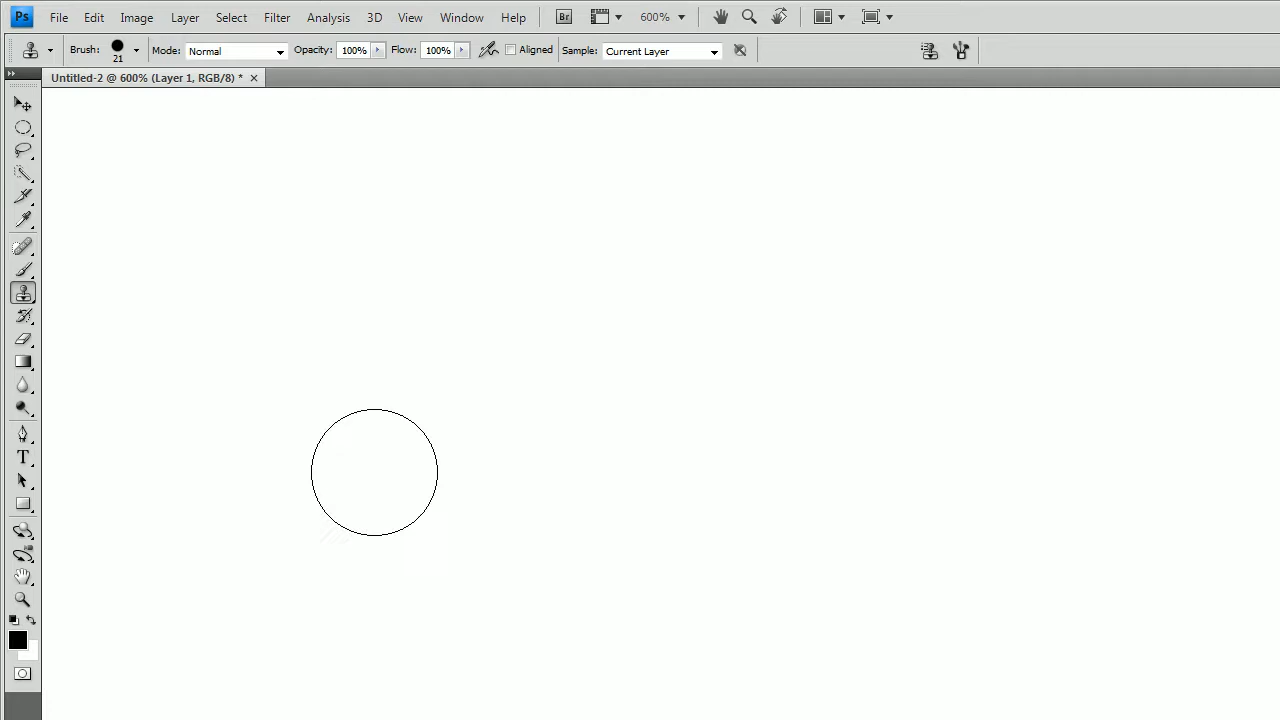 Ps File Edit Image Layer Select Filter Analysis 3D View Window Help Br 600%
Brush: 21 Mode: Normal Opacity: 100% Flow: 100% Aligned Sample: Current Layer
Untitled-2 @ 600% (Layer 1, RGB/8) *
T